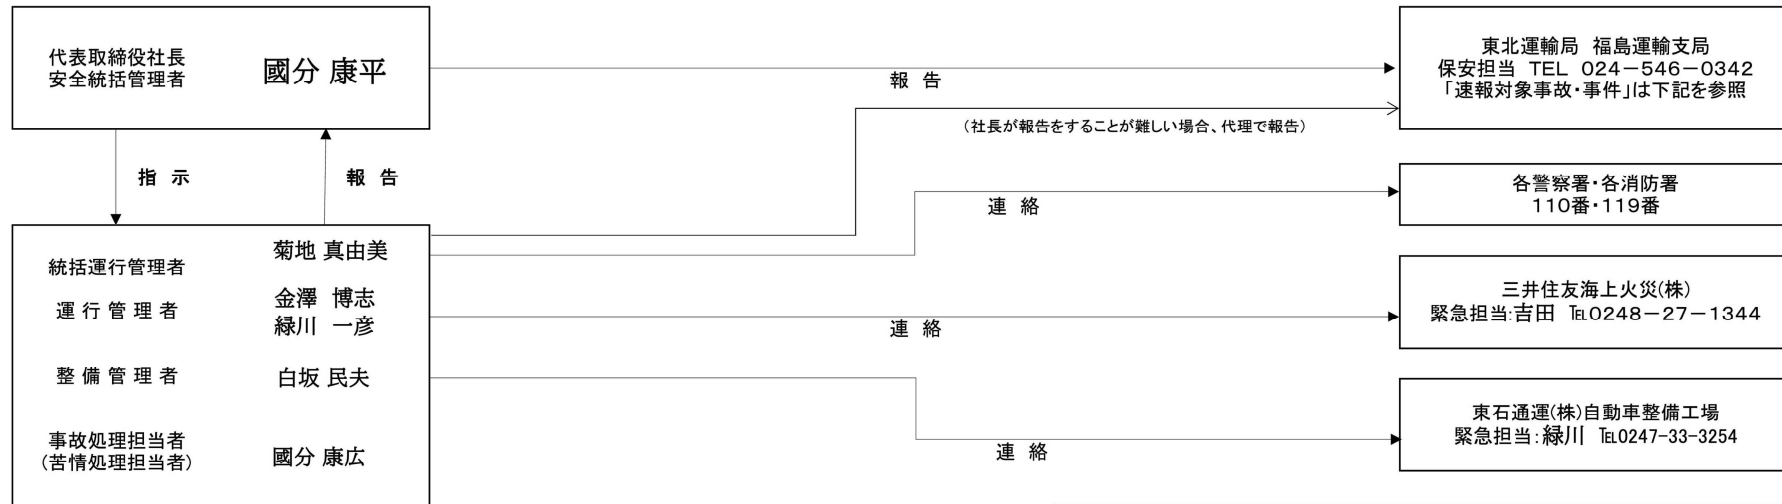 代表取締役社長
安全統括管理者
國分 康平
報 告
東北運輸局 福島運輸支局
保安担当 TEL 024-546-0342
「速報対象事故・事件」は下記を参照
(社長が報告をすることが難しい場合、代理で報告)
指 示
報 告
各警察署・各消防署
110番・119番
連 絡
統括運行管理者
菊地 真由美
運 行 管 理 者
金澤 博志
緑川 一彦
連 絡
三井住友海上火災(株)
緊急担当:吉田 ℡0248-27-1344
整 備 管 理 者
白坂 民夫
事故処理担当者
(苦情処理担当者)
國分 康広
連 絡
東石通運(株)自動車整備工場
緊急担当:緑川 ℡0247-33-3254